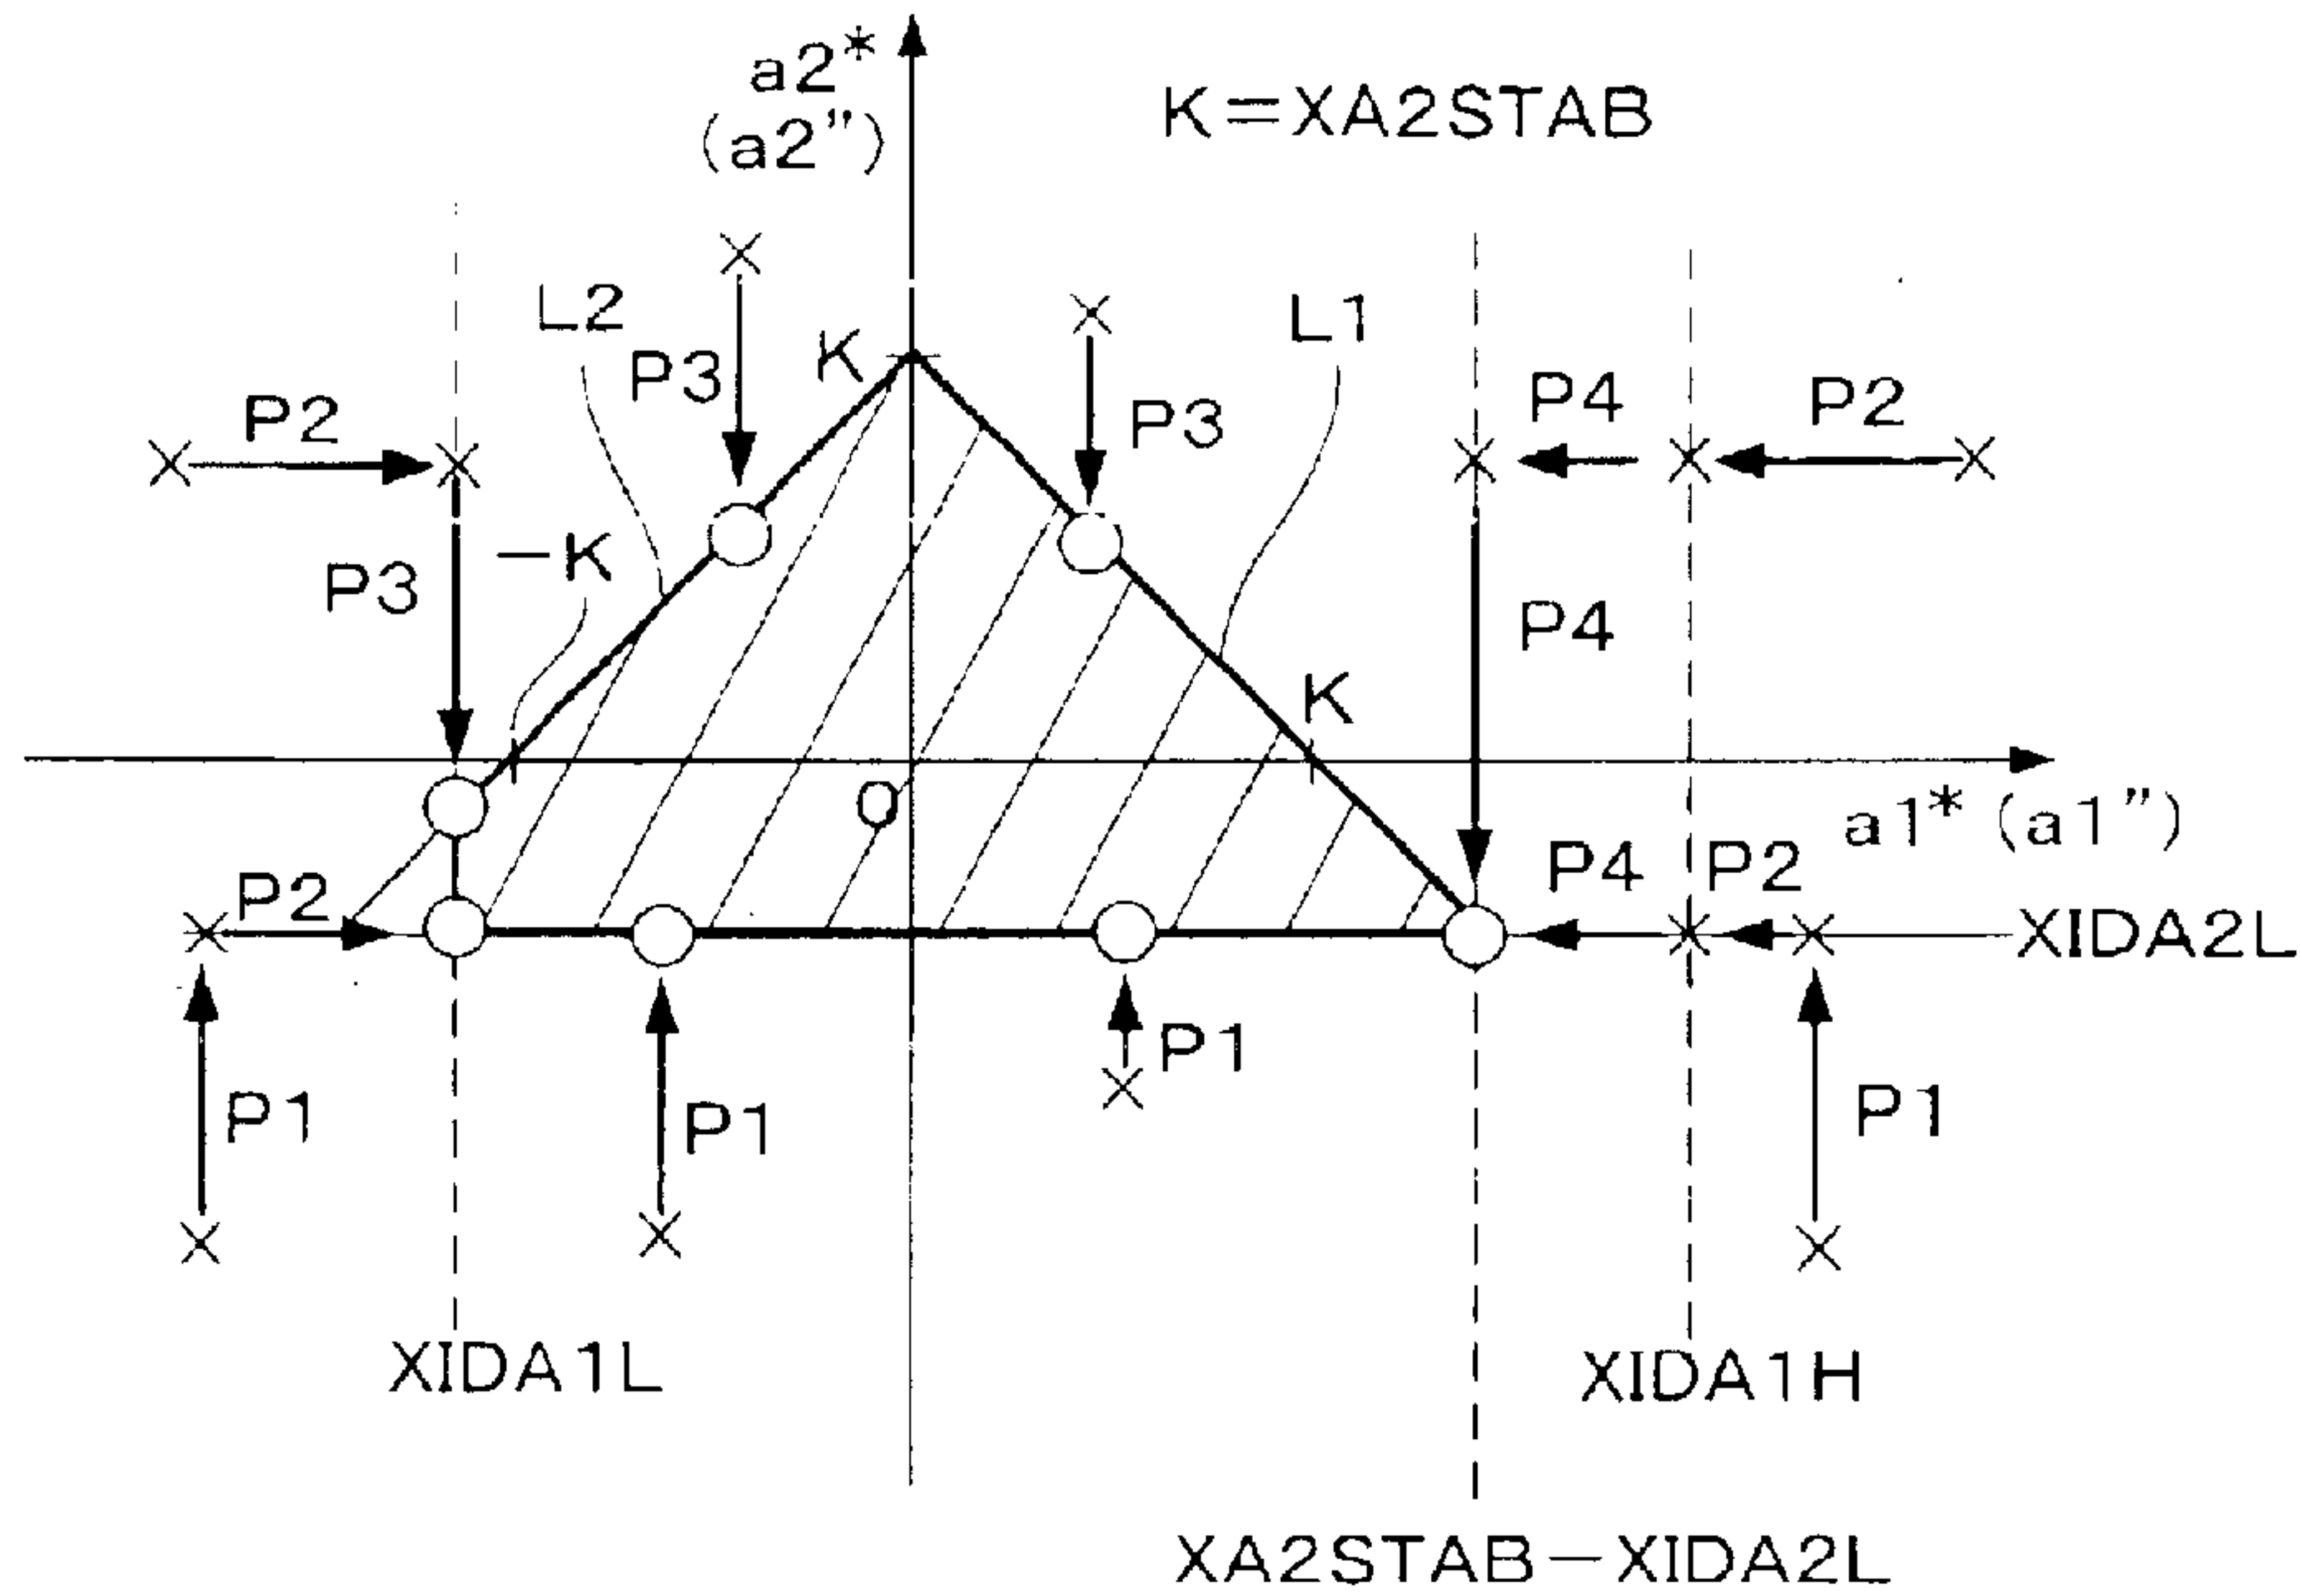 a2*
(a2”)
K=XA2STAB
L2
L1
P3
K
P2
P3
P4
P2
-K
P3
P4
K
0
a1* (a1”)
P2
P4
P2
XIDA2L
P1
P1
P1
P1
XIDA1L
XIDA1H
XA2STAB-XIDA2L